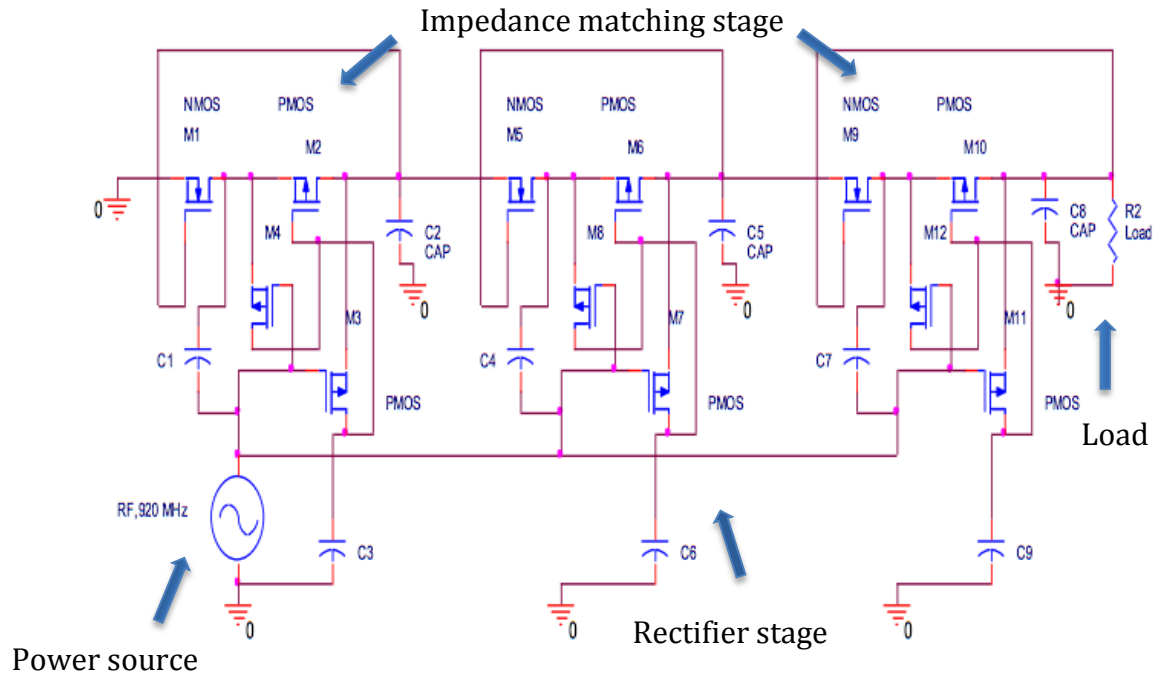 Impedance matching stage
NMOS
PMOS
NMOS
PMOS
NMOS
PMOS
M1
M2
M5
M6
M9
M10
0
M4
C2
CAP
M8
C5
CAP
M12
C8
CAP
R2
Load
0
0
0
M3
M7
M11
C1
C4
C7
PMOS
PMOS
PMOS
Load
RF,920 MHz
C3
C6
C9
0
0
0
Rectifier stage
Power source